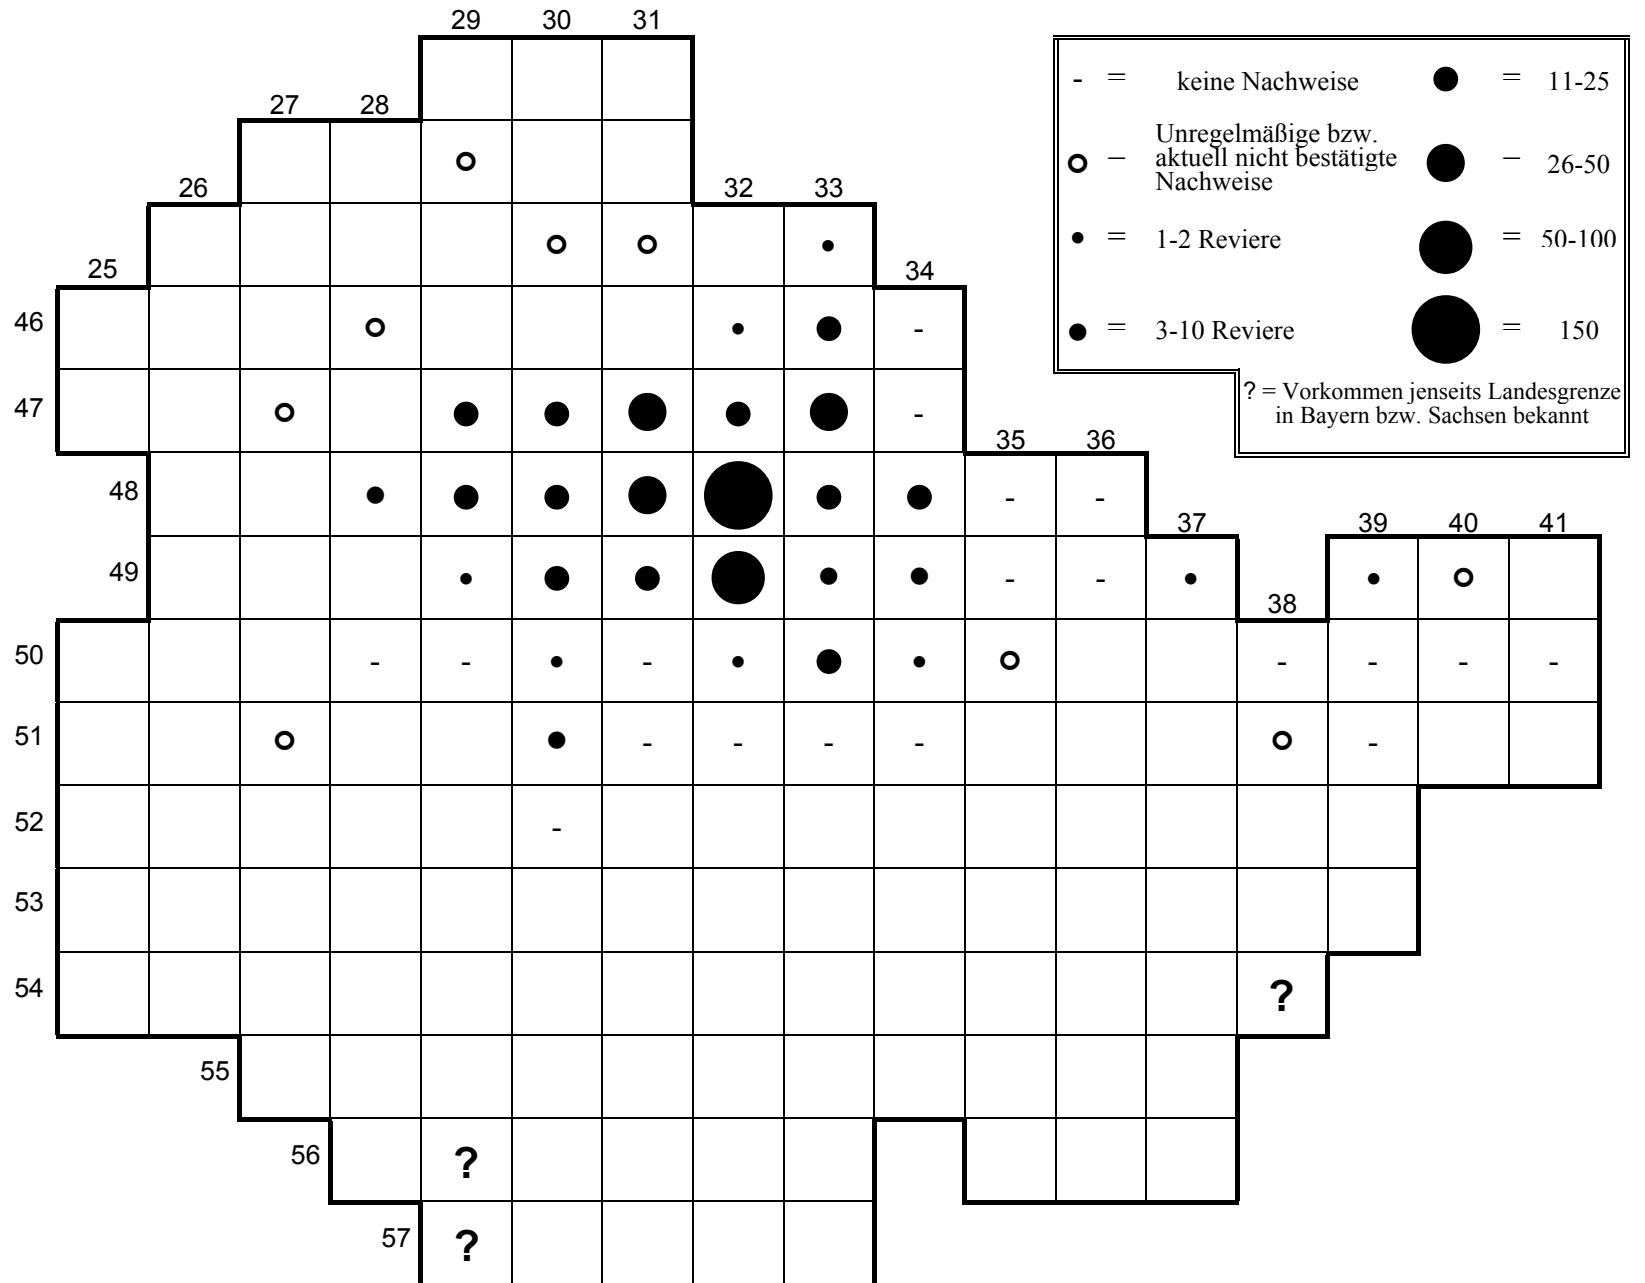 29 30 31
27 28
26 32 33
25 34
- = keine Nachweise = 11-25
Unregelmäßige bzw.
– aktuell nicht bestätigte – 26-50
Nachweise
= 1-2 Reviere = 50-100
= 3-10 Reviere = 150
? = Vorkommen jenseits Landesgrenze
in Bayern bzw. Sachsen bekannt
46 -
47 -
35 36
48 - -
37 39 40 41
49 - -
38
50 - - - - - - -
51 - - - - -
52 -
53
54 ?
55
56 ?
57 ?